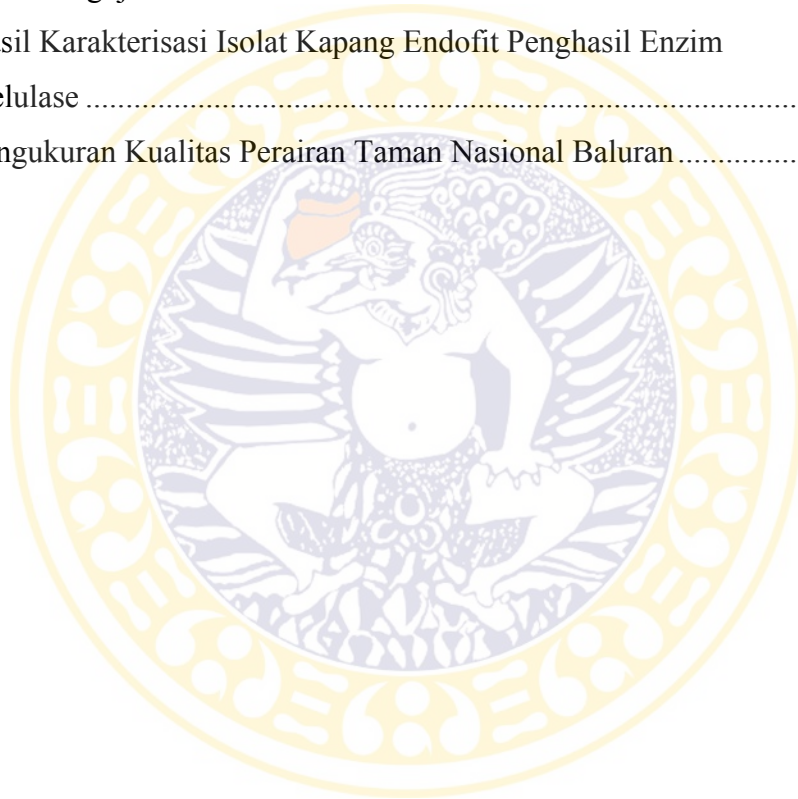 sil Karakterisasi Isolat Kapang Endofit Penghasil Enzim
elulase ................................................................................
ngukuran Kualitas Perairan Taman Nasional Baluran ...............